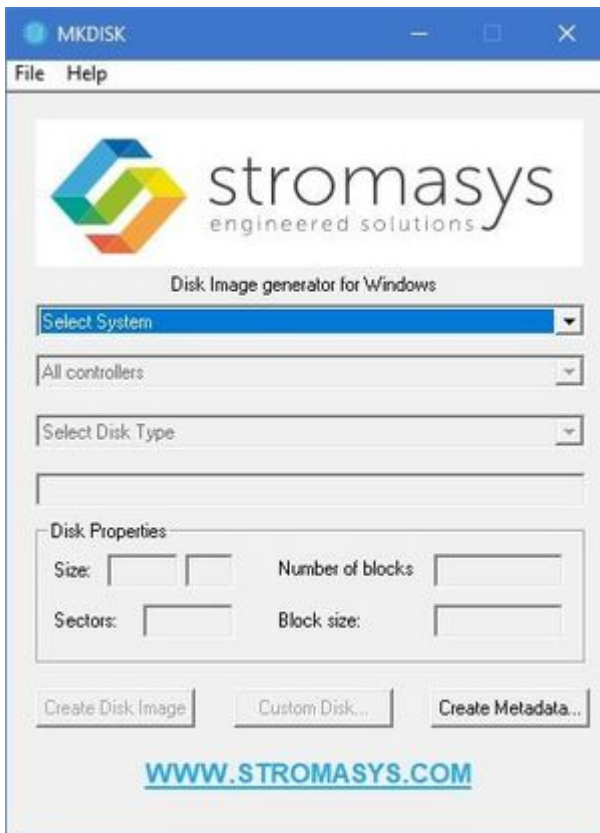 MKDISK
File Help
stromasys
engineered solutions
Disk Image generator for Windows
Select System
All controllers
Select Disk Type
Disk Properties
Size: Number of blocks
Sectors: Block size:
Create Disk Image Custom Disk... Create Metadata...
WWW.STROMASYS.COM